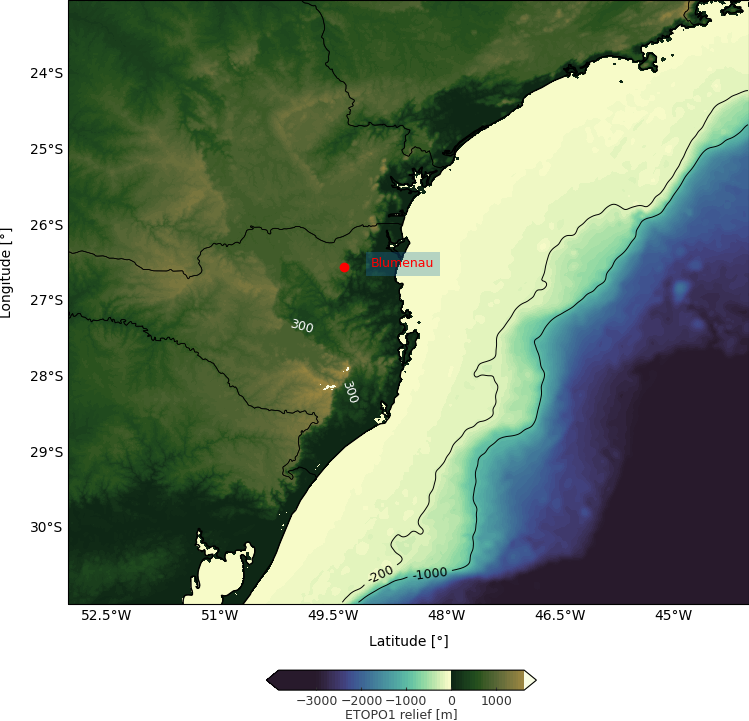 24°S
25°S
26°S
Longitude [°]
Blumenau
27°S
300
28°S
300
29°S
30°S
-200
-1000
52.5°W 51°W 49.5°W 48°W 46.5°W 45°W
Latitude [°]
−3000 −2000 −1000 0 1000
ETOPO1 relief [m]